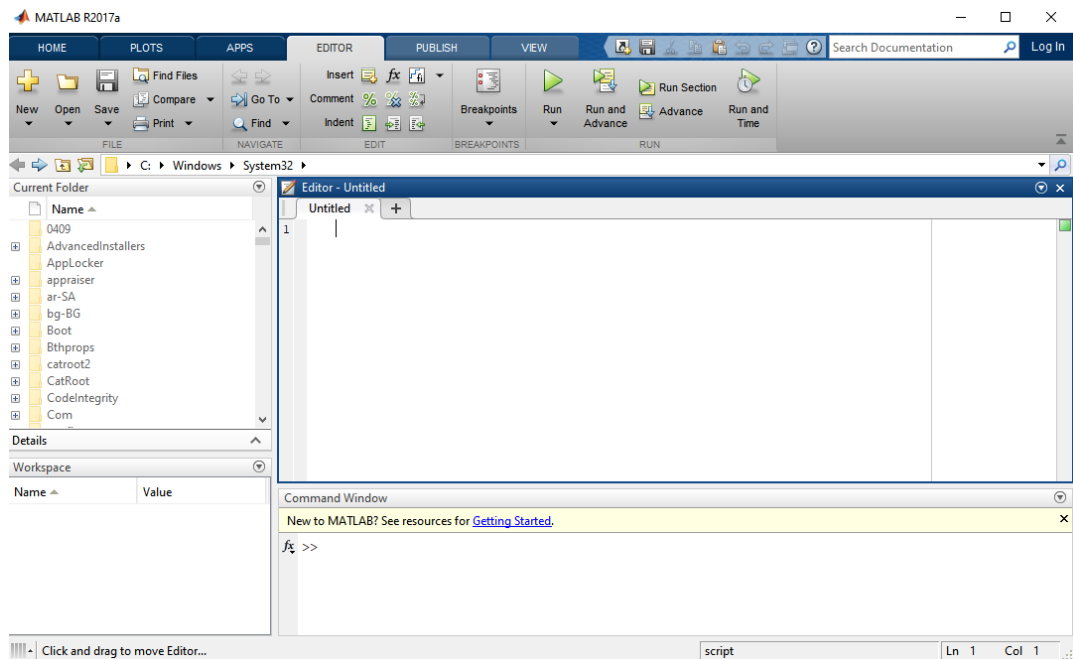 MATLAB R2017a
HOME PLOTS APPS EDITOR PUBLISH VIEW Search Documentation Log In
New Open Save Find Files Compare Print
FILE
Go To Find
NAVIGATE
Insert fx
Comment
Indent
EDIT
Breakpoints
BREAKPOINTS
Run Run and Advance Run Section Advance Run and Time
RUN
C: Windows System32
Current Folder
Name
0409
AdvancedInstallers
AppLocker
appraiser
ar-SA
bg-BG
Boot
Bthprops
catroot2
CatRoot
CodeIntegrity
Com
Details
Workspace
Name Value
Editor - Untitled
Untitled
1
Command Window
New to MATLAB? See resources for Getting Started.
fx >>
Click and drag to move Editor...
script Ln 1 Col 1